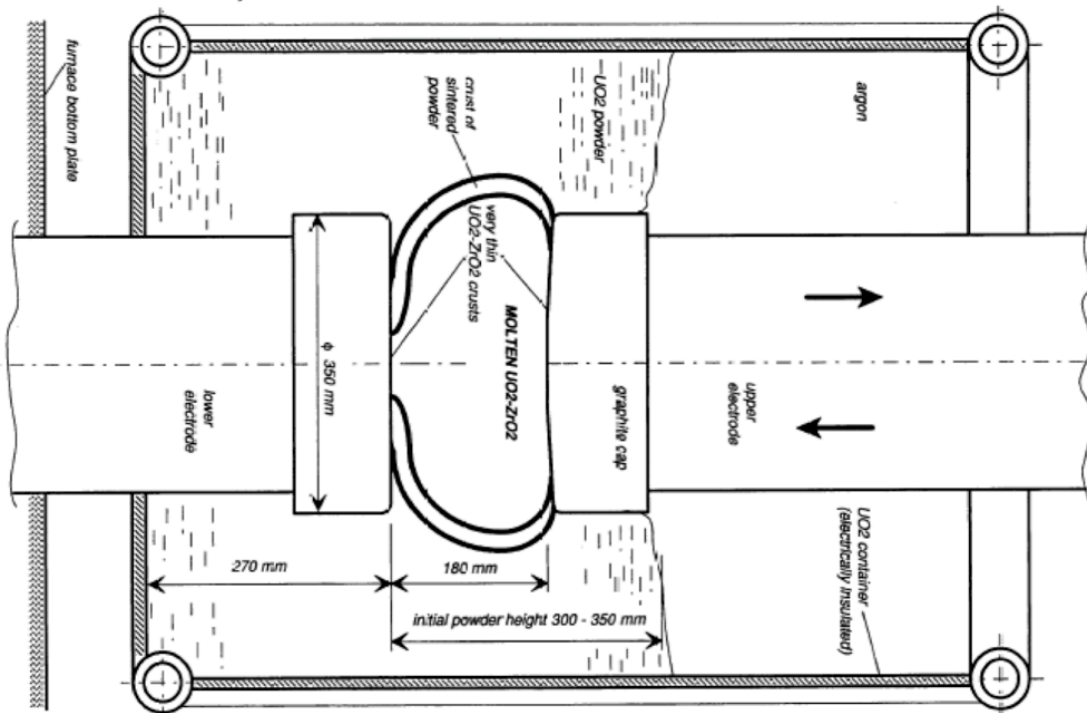 furnace bottom plate
crust of
sintered
powder
UO2 powder
argon
very thin
UO2-ZrO2 crusts
MOLTEN UO2-ZrO2
ϕ 350 mm
lower
electrode
graphite cap
upper
electrode
UO2 container
(electrically insulated)
270 mm
180 mm
initial powder height 300 - 350 mm